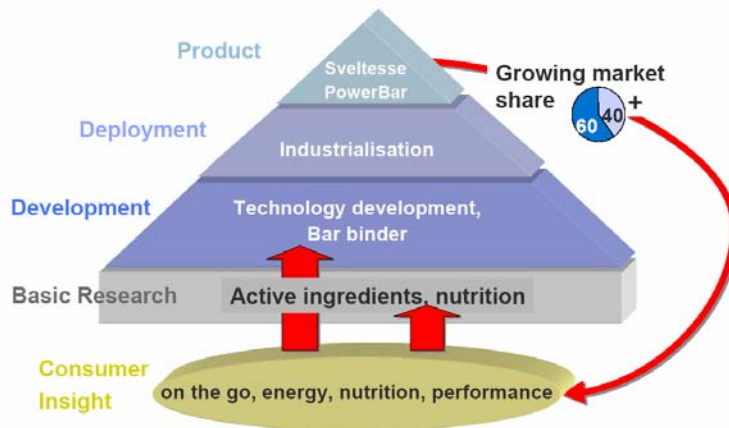 Product
Sveltesse
PowerBar
Growing market
share
60
40
+
Deployment
Industrialisation
Development
Technology development,
Bar binder
Basic Research
Active ingredients, nutrition
Consumer
Insight
on the go, energy, nutrition, performance